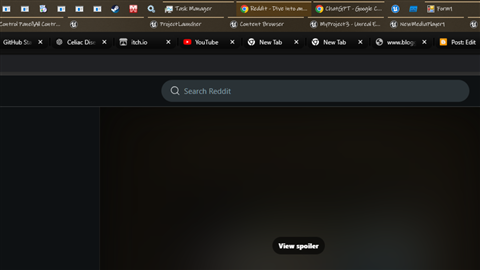 Task Manager Reddit - Dive into an... ChatGPT - Google C... Form1
Control Panel\All Contr... ProjectLauncher Content Browser MyProject3 - Unreal E... NewMediaPlayer1
GitHub St Celiac Dis itch.io YouTube New Tab New Tab www.blog Post: Edit
Search Reddit
View spoiler